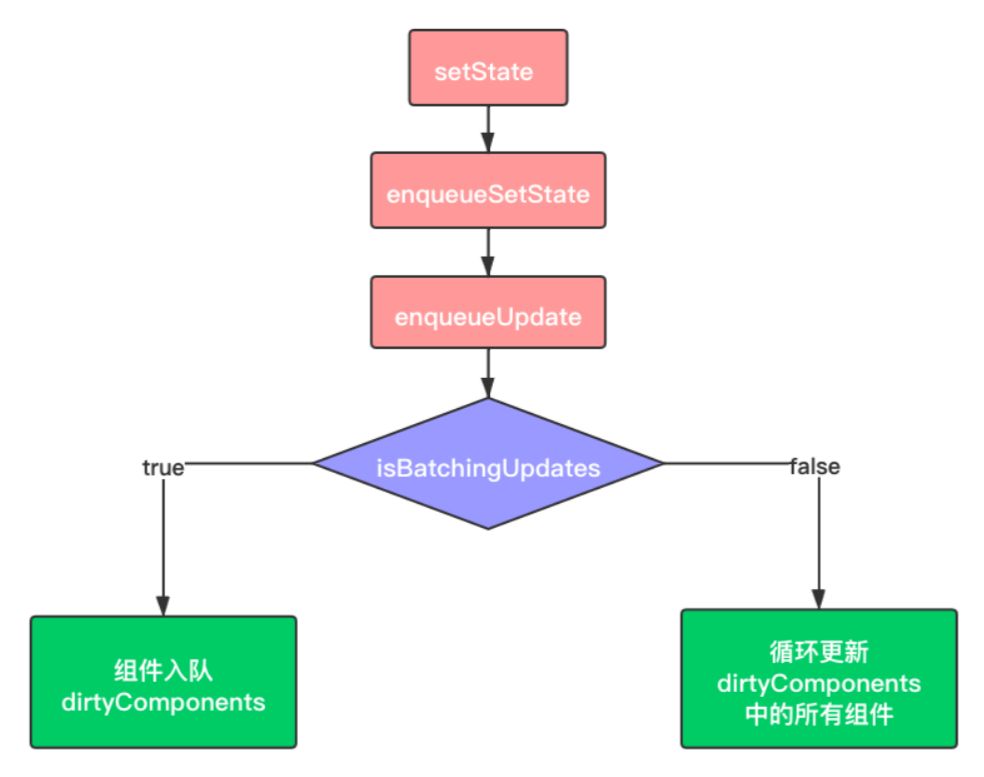 setState
enqueueSetState
enqueueUpdate
isBatchingUpdates
true
false
组件入队
dirtyComponents
循环更新
dirtyComponents
中的所有组件